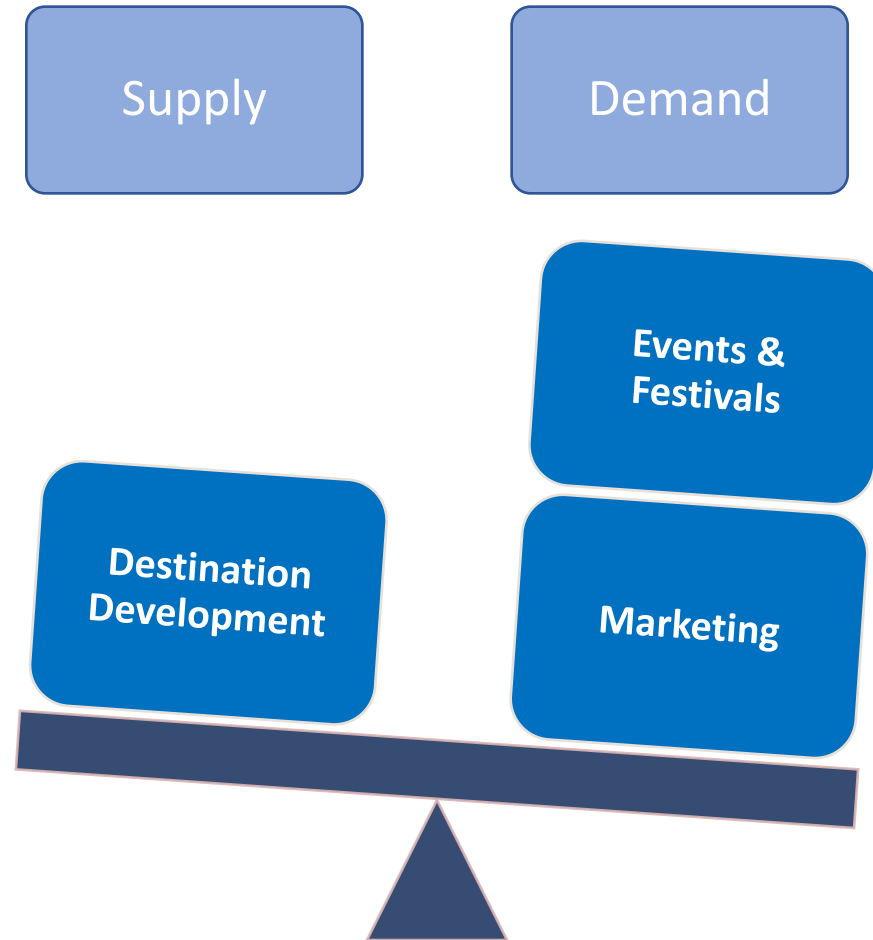 Supply
Demand
Events &
Festivals
Destination
Development
Marketing